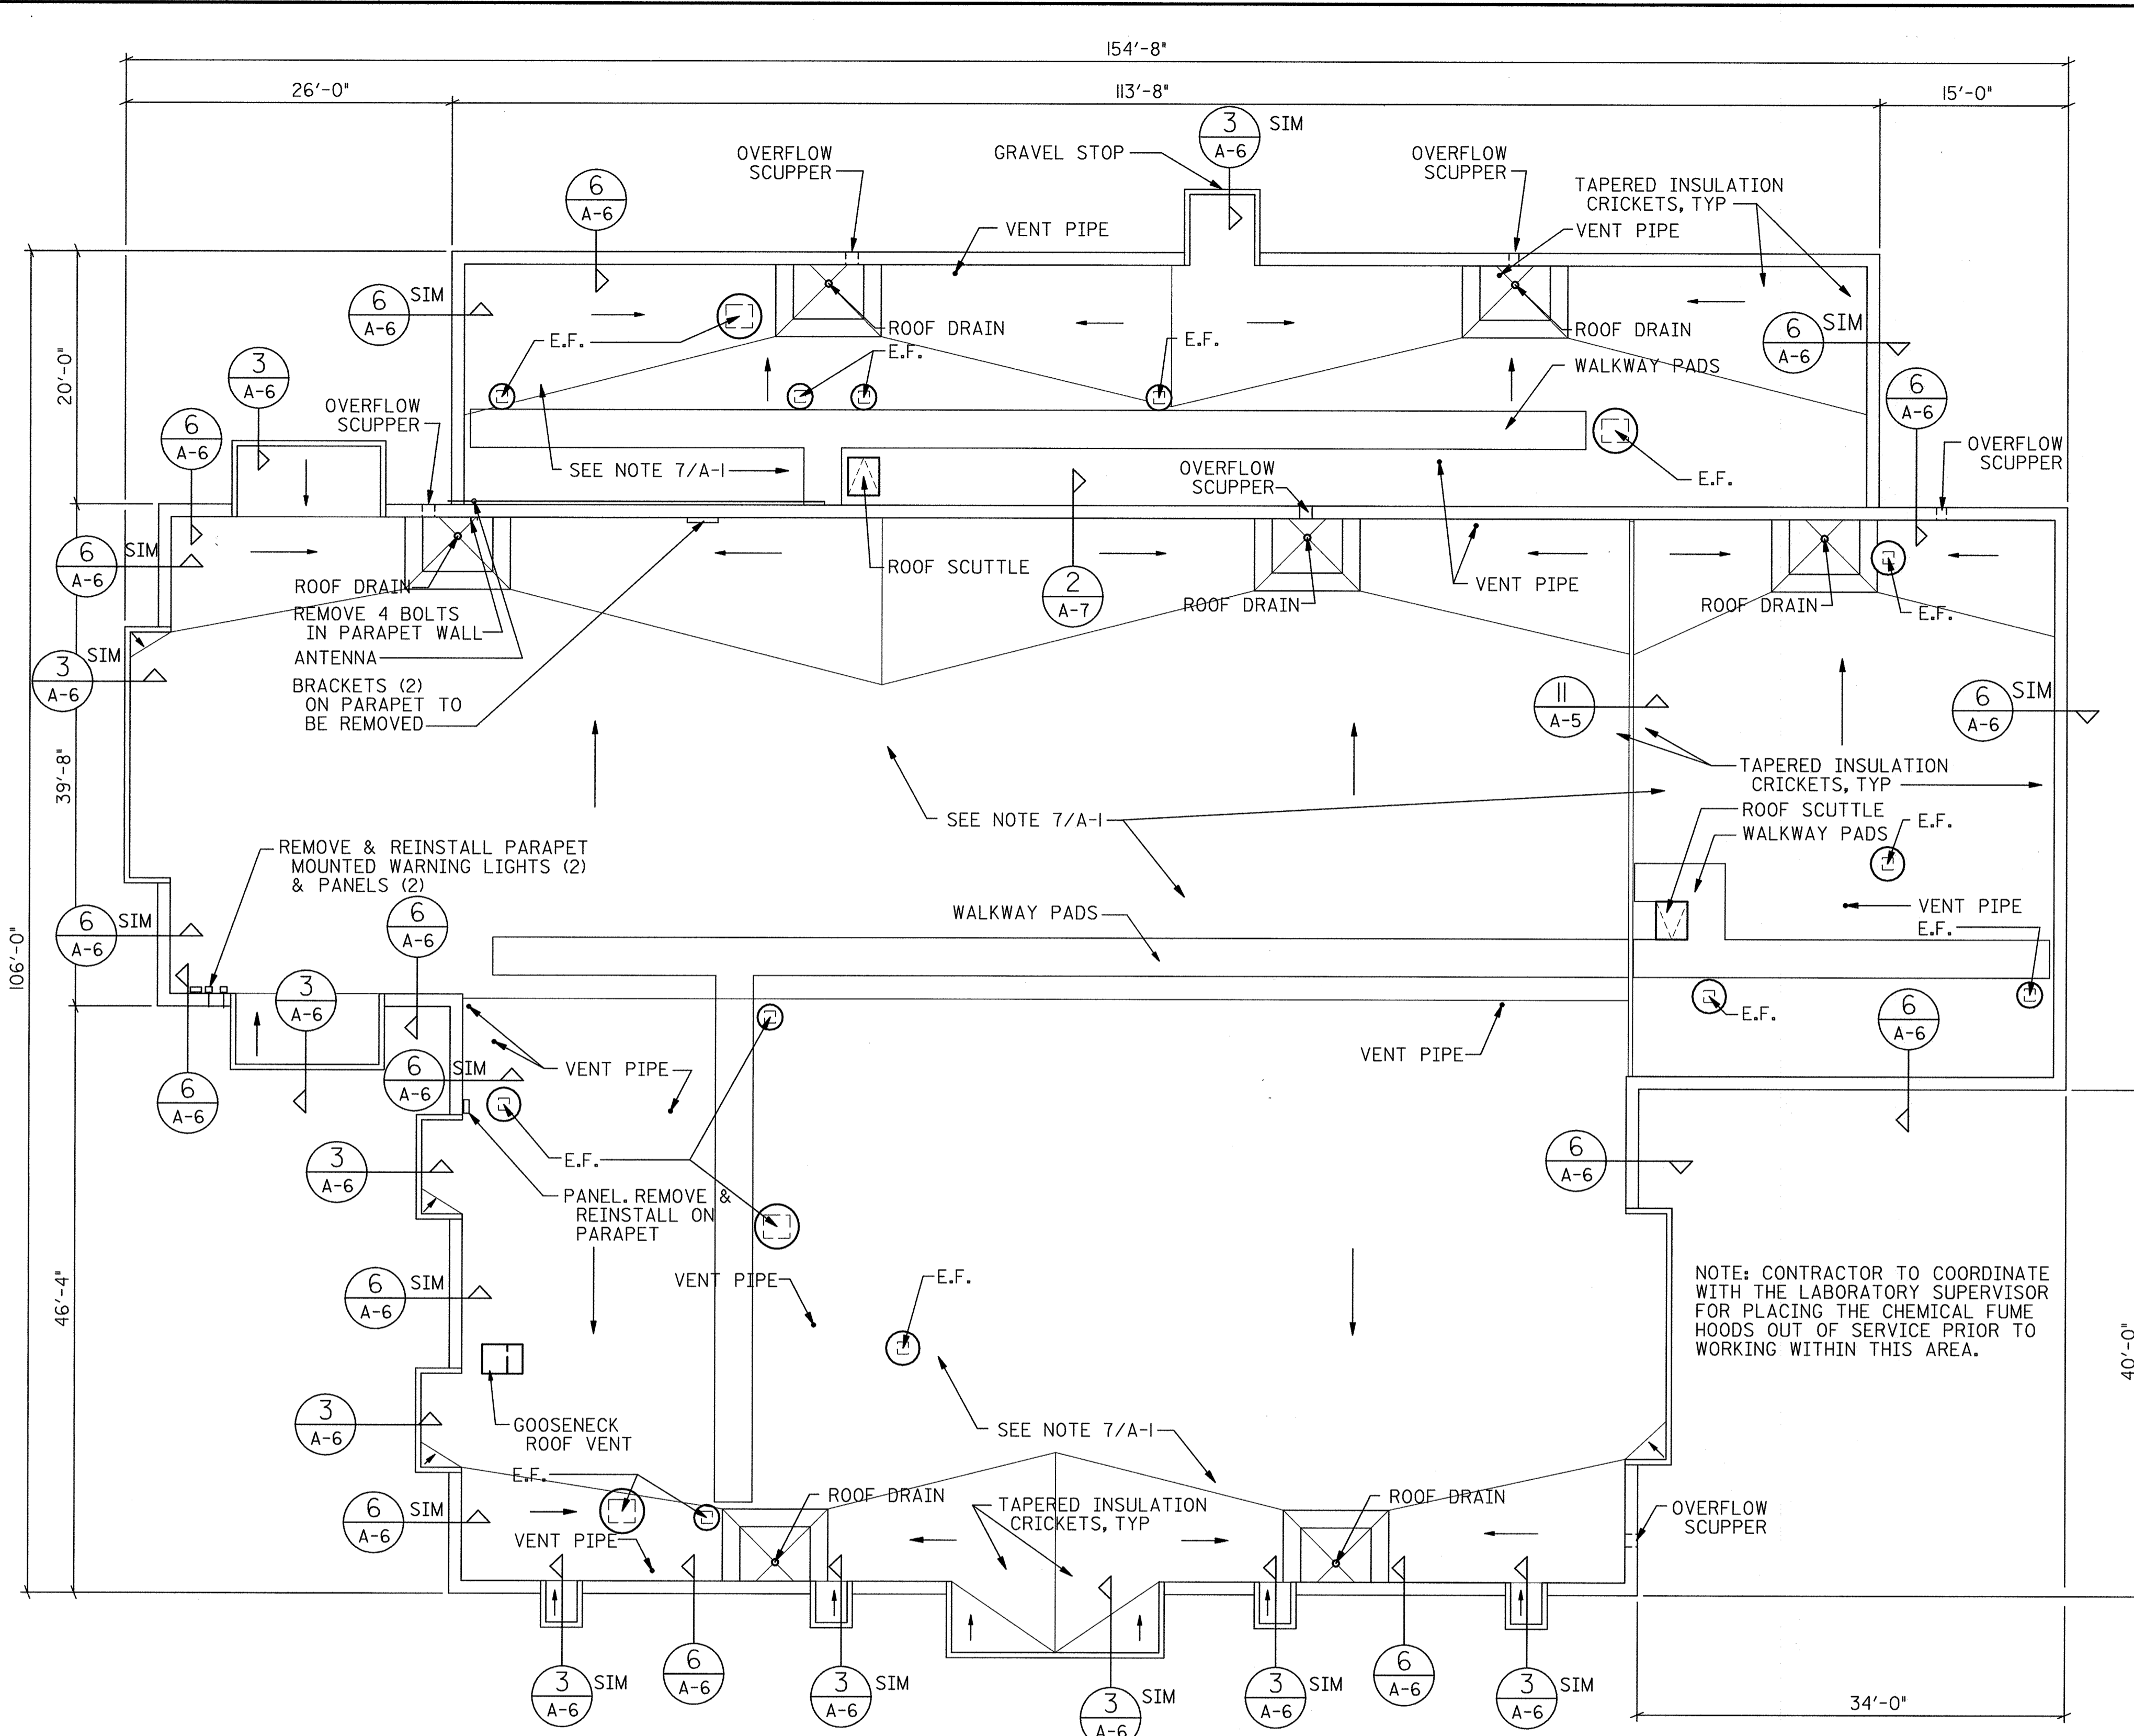 154'-8"
26'-0"
113'-8"
15'-0"
3
A-6
SIM
OVERFLOW
SCUPPER
GRAVEL STOP
OVERFLOW
SCUPPER
6
A-6
TAPERED INSULATION
CRICKETS, TYP
VENT PIPE
VENT PIPE
6
A-6
SIM
ROOF DRAIN
ROOF DRAIN
6
A-6
SIM
E.F.
E.F.
E.F.
WALKWAY PADS
20'-0"
3
A-6
6
A-6
OVERFLOW
SCUPPER
6
A-6
OVERFLOW
SCUPPER
SEE NOTE 7/A-1
OVERFLOW
SCUPPER
E.F.
6
A-6
SIM
ROOF SCUTTLE
2
A-7
VENT PIPE
ROOF DRAIN
REMOVE 4 BOLTS
IN PARAPET WALL
ANTENNA
BRACKETS (2)
ON PARAPET TO
BE REMOVED
ROOF DRAIN
ROOF DRAIN
E.F.
3
A-6
SIM
11
A-5
6
A-6
SIM
39'-8"
TAPERED INSULATION
CRICKETS, TYP
ROOF SCUTTLE
WALKWAY PADS
E.F.
SEE NOTE 7/A-1
REMOVE & REINSTALL PARAPET
MOUNTED WARNING LIGHTS (2)
& PANELS (2)
6
A-6
SIM
6
A-6
WALKWAY PADS
VENT PIPE
E.F.
106'-0"
3
A-6
E.F.
6
A-6
6
A-6
6
A-6
SIM
VENT PIPE
VENT PIPE
3
A-6
E.F.
6
A-6
PANEL. REMOVE &
REINSTALL ON
PARAPET
46'-4"
6
A-6
SIM
VENT PIPE
E.F.
NOTE: CONTRACTOR TO COORDINATE
WITH THE LABORATORY SUPERVISOR
FOR PLACING THE CHEMICAL FUME
HOODS OUT OF SERVICE PRIOR TO
WORKING WITHIN THIS AREA.
40'-0"
3
A-6
GOOSENECK
ROOF VENT
SEE NOTE 7/A-1
E.F.
6
A-6
SIM
ROOF DRAIN
TAPERED INSULATION
CRICKETS, TYP
ROOF DRAIN
OVERFLOW
SCUPPER
VENT PIPE
3
A-6
SIM
6
A-6
3
A-6
SIM
3
A-6
SIM
3
A-6
SIM
6
A-6
3
A-6
SIM
34'-0"